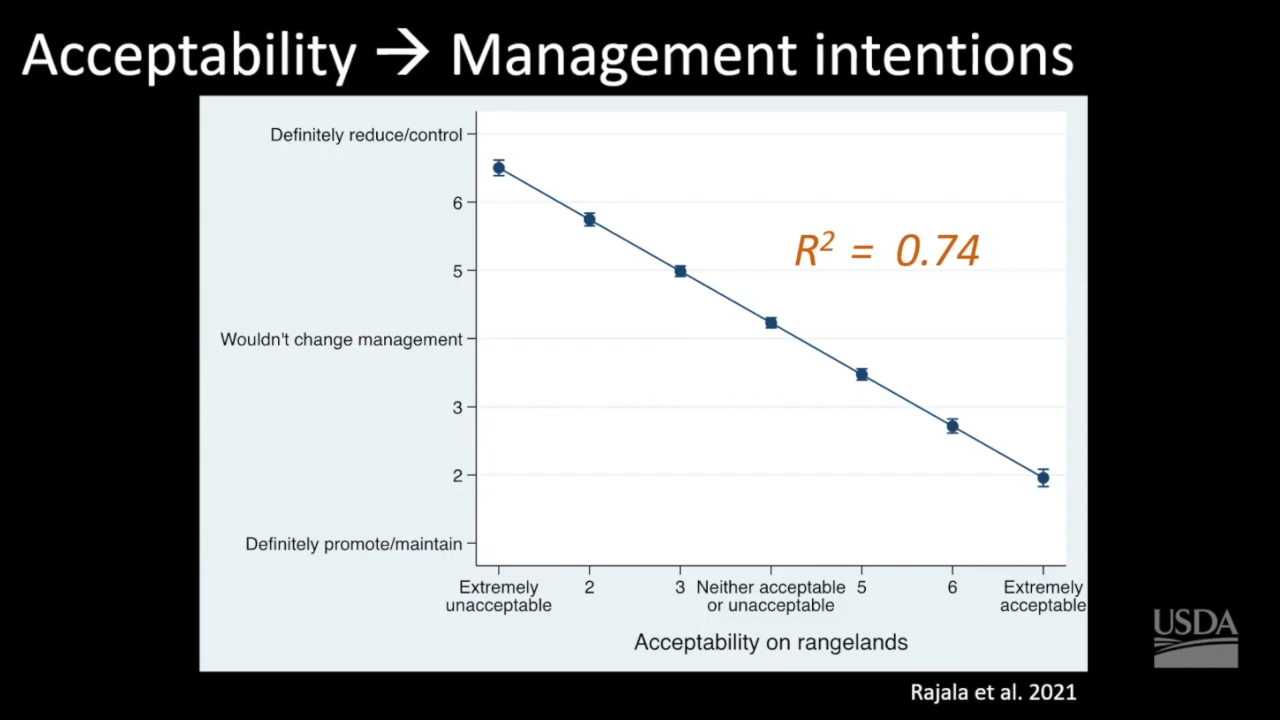 Acceptability → Management intentions
Definitely reduce/control
6
5
Wouldn't change management
3
2
Definitely promote/maintain
R² = 0.74
Extremely unacceptable
2
3
Neither acceptable or unacceptable
5
6
Extremely acceptable
Acceptability on rangelands
USDA
Rajala et al. 2021